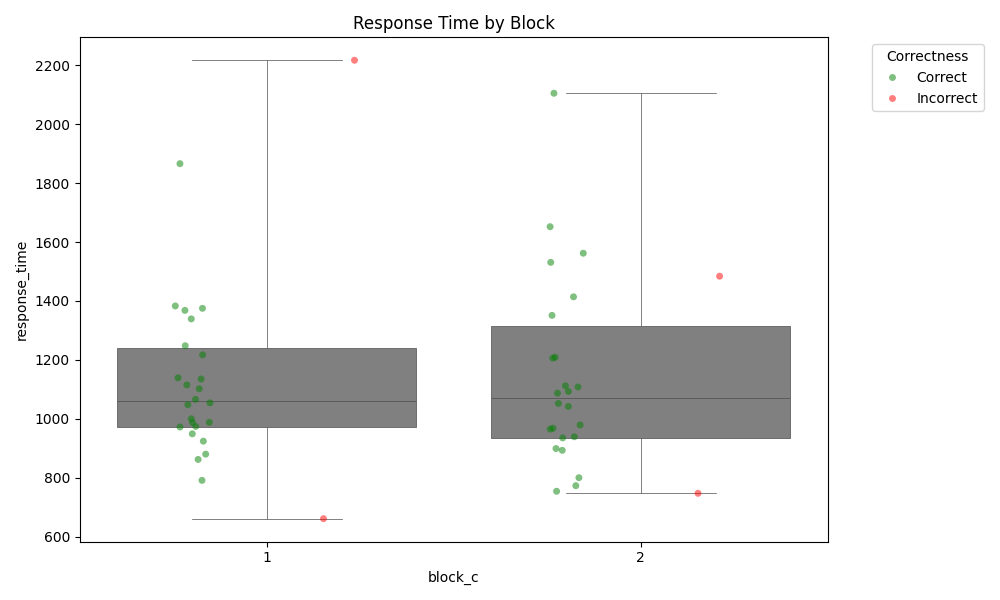 Response Time by Block
Correctness
Correct
Incorrect
response_time
2200
2000
1800
1600
1400
1200
1000
800
600
1
2
block_c